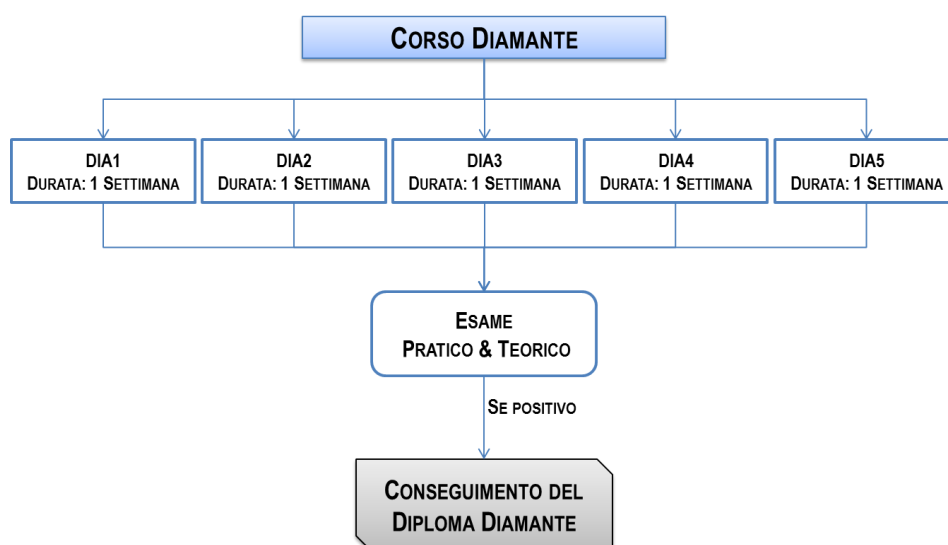 Corso Diamante
DIA1
Durata: 1 Settimana
DIA2
Durata: 1 Settimana
DIA3
Durata: 1 Settimana
DIA4
Durata: 1 Settimana
DIA5
Durata: 1 Settimana
Esame
Pratico & Teorico
Se positivo
Conseguimento del
Diploma Diamante